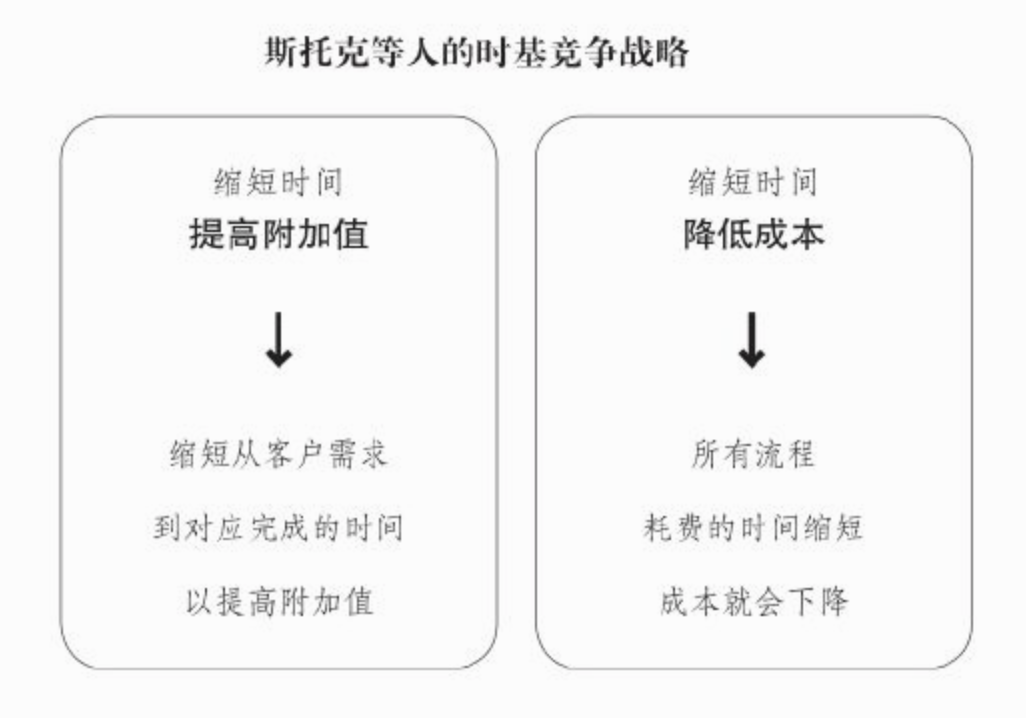 斯托克等人的时基竞争战略
缩短时间
提高附加值
缩短从客户需求
到对应完成的时间
以提高附加值
缩短时间
降低成本
所有流程
耗费的时间缩短
成本就会下降